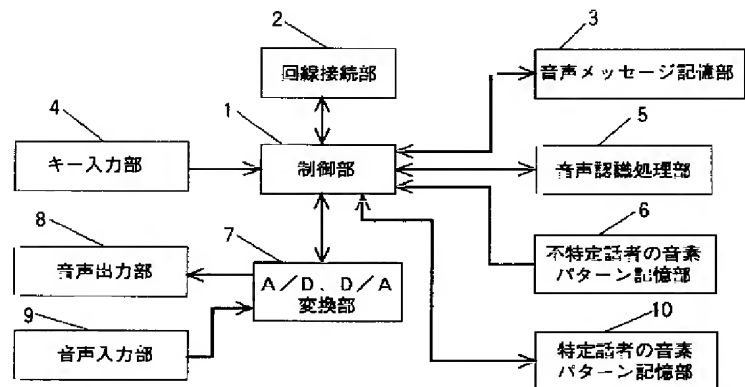 2
回線接続部
3
音声メッセージ記憶部
4
キー入力部
1
制御部
5
音声認識処理部
8
音声出力部
7
A/D、D/A
変換部
6
不特定話者の音素
パターン記憶部
9
音声入力部
10
特定話者の音素
パターン記憶部